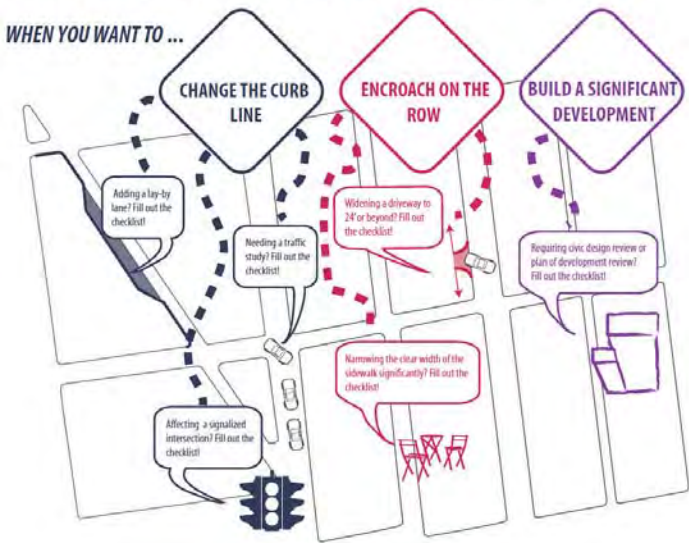 WHEN YOU WANT TO ...
CHANGE THE CURB
LINE
ENCROACH ON THE
ROW
BUILD A SIGNIFICANT
DEVELOPMENT
Adding a lay-by
lane? Fill out the
checklist!
Needing a traffic
study? Fill out the
checklist!
Widening a driveway to
24' or beyond? Fill out
the checklist!
Requiring civic design review or
plan of development review?
Fill out the checklist!
Narrowing the clear width of the
sidewalk significantly? Fill out the
checklist!
Affecting a signalized
intersection? Fill out the
checklist!